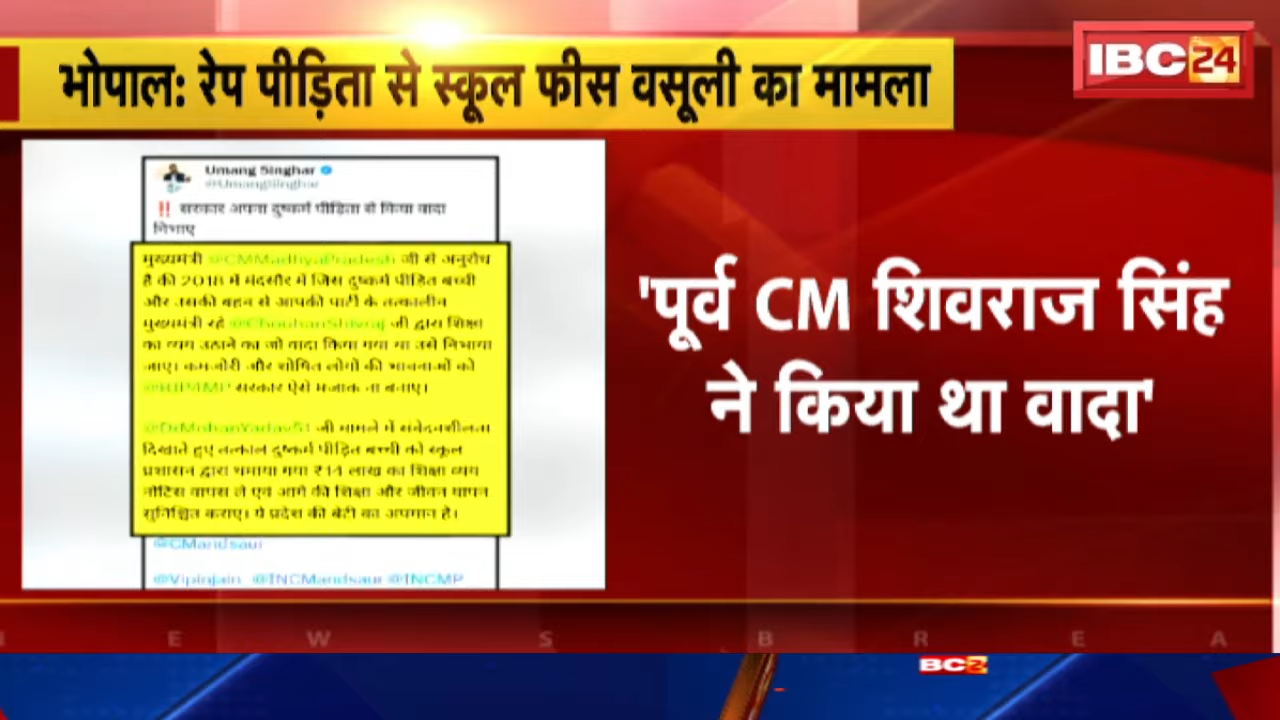 भोपाल: रेप पीड़िता से स्कूल फीस वसूली का मामला
IBC24
Umang Singhar
@UmangSinghar
‼️ सरकार अपना दुष्कर्म पीड़िता से किया वादा
निभाए
मुख्यमंत्री @CMMadhyaPradesh जी से अनुरोध
है की 2018 में मंदसौर में जिस दुष्कर्म पीड़ित बच्ची
और उसकी बहन से आपकी पार्टी के तत्कालीन
मुख्यमंत्री रहे @ChouhanShivraj जी द्वारा शिक्षा
का व्यय उठाने का जो वादा किया गया था उसे निभाया
जाए। कमजोरी और शोषित लोगों की भावनाओं को
@BJP4MP सरकार ऐसे मजाक ना बनाए।
@DrMohanYadav51 जी मामले में संवेदनशीलता
दिखाते हुए तत्काल दुष्कर्म पीड़ित बच्ची को स्कूल
प्रशासन द्वारा थमाया गया ₹14 लाख का शिक्षा व्यय
नोटिस वापस ले एवं आगे की शिक्षा और जीवन यापन
सुनिश्चित कराए। ये प्रदेश की बेटी का अपमान है।
@CMandsaur
@VipinJain_ @INCMandsaur @INCMP
'पूर्व CM शिवराज सिंह
ने किया था वादा'
E W S B R E A
BC2